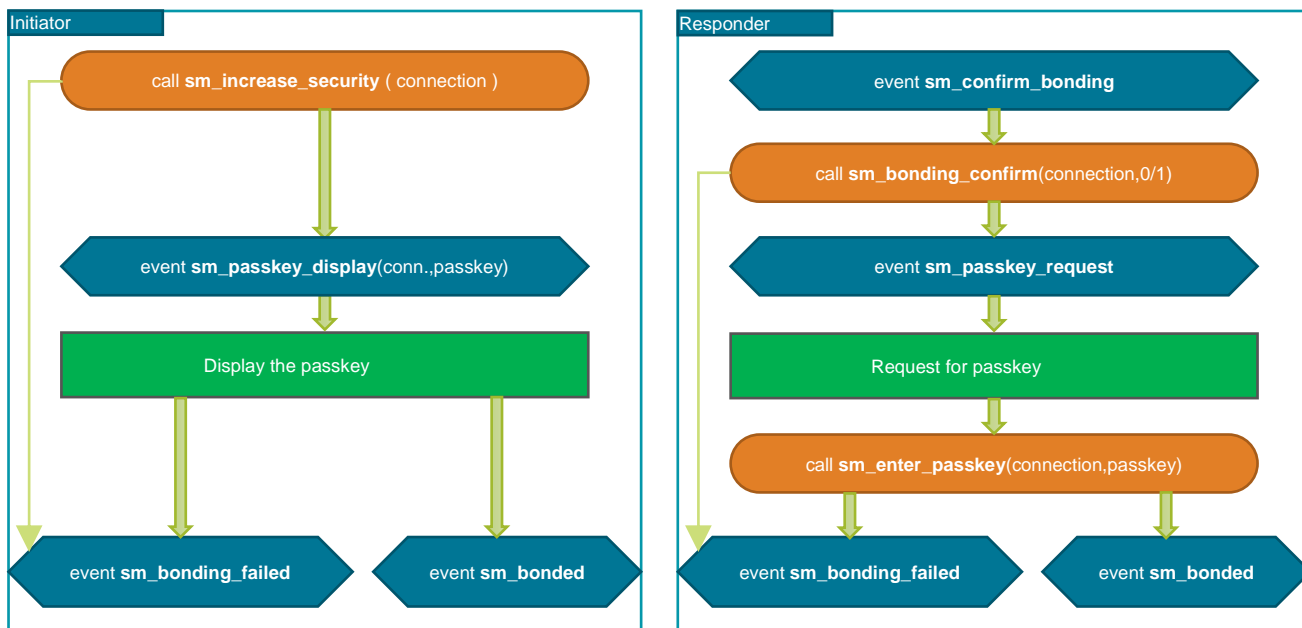 Initiator
call sm_increase_security ( connection )
event sm_passkey_display(conn.,passkey)
Display the passkey
event sm_bonding_failed
event sm_bonded
Responder
event sm_confirm_bonding
call sm_bonding_confirm(connection,0/1)
event sm_passkey_request
Request for passkey
call sm_enter_passkey(connection,passkey)
event sm_bonding_failed
event sm_bonded